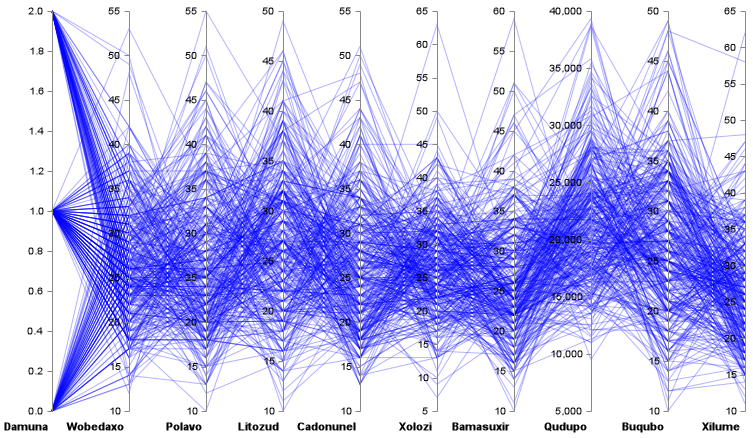 2.0 55 55 50 55 65 60 40,000 50 65
1.8 50 50 45 50 60 55 35,000 45 60
1.6 45 45 40 45 55 50 30,000 40 55
1.4 40 40 35 40 50 45 25,000 35 50
1.2 35 35 30 35 45 40 20,000 30 45
1.0 30 30 25 30 40 35 15,000 25 40
0.8 25 25 20 25 35 30 10,000 20 35
0.6 20 20 15 20 30 25 5,000 15 30
0.4 15 15 10 15 25 20 10 25
0.2 10 10 10 20 15 20
0.0 15 10 15
10 10
5
Damuna Wobedaxo Polavo Litozud Cadonunel Xolozi Bamasuxir Qudupo Buqubo Xilume